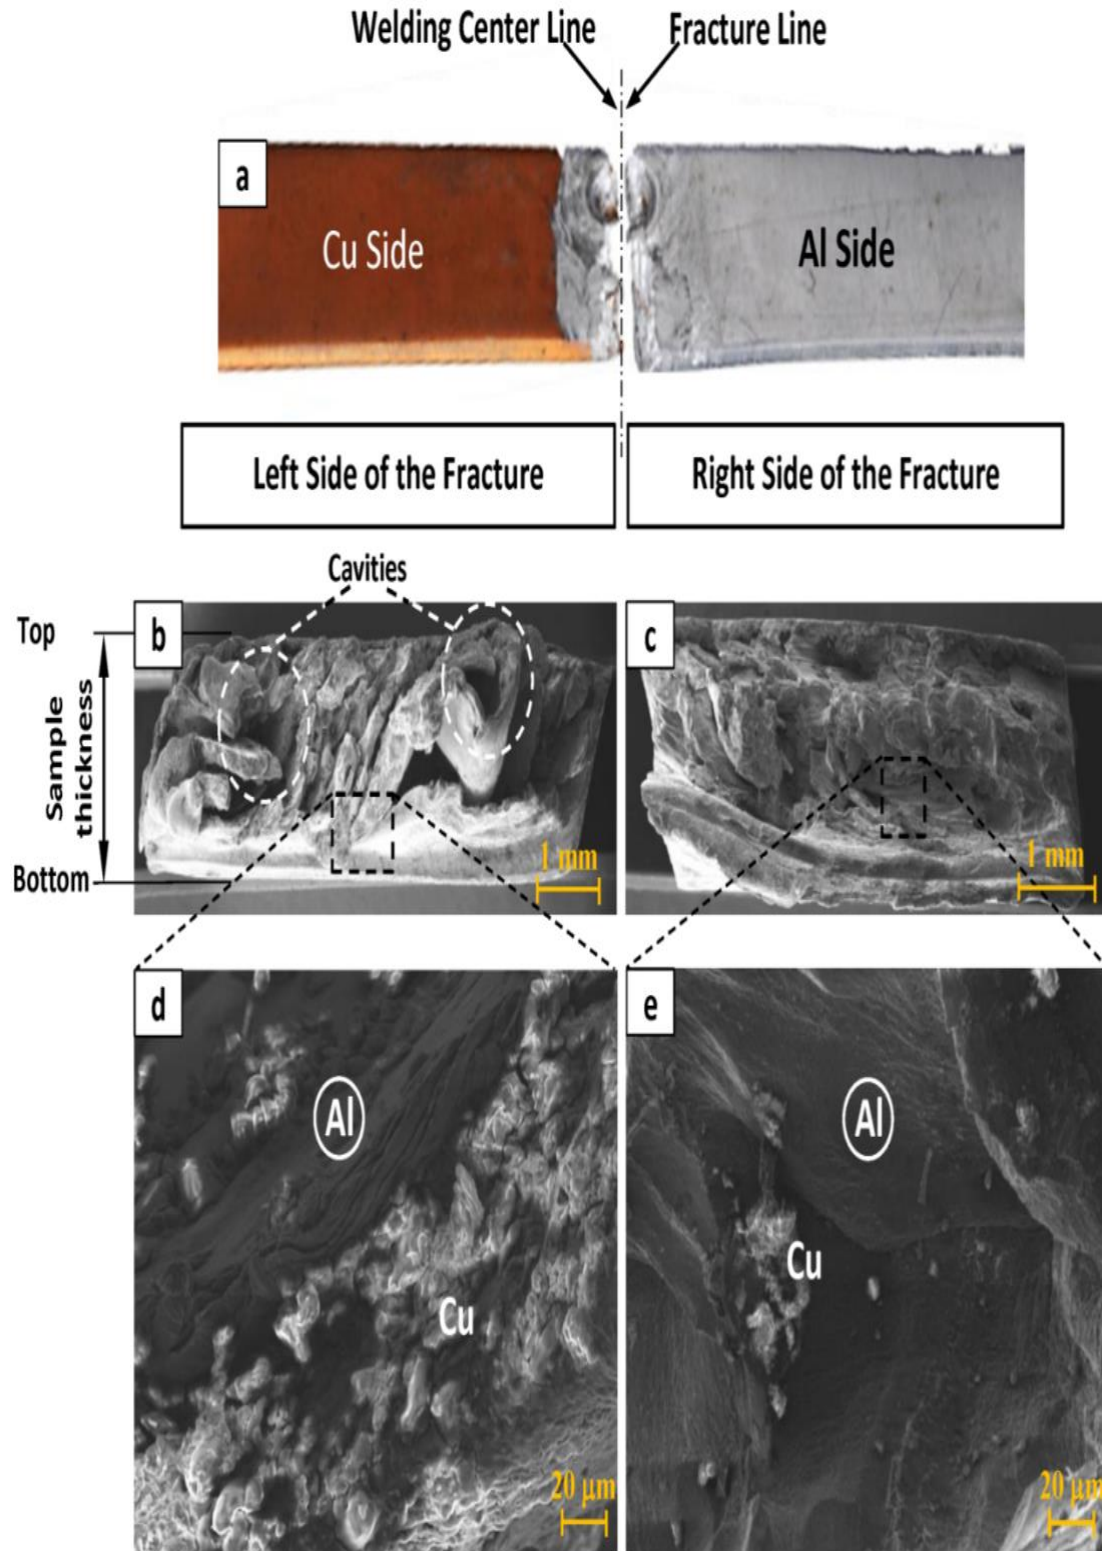 Welding Center Line
Fracture Line
a
Cu Side
Al Side
Left Side of the Fracture
Right Side of the Fracture
Cavities
Top
Sample
thickness
Bottom
b
1 mm
c
1 mm
d
Al
Cu
20 µm
e
Al
Cu
20 µm